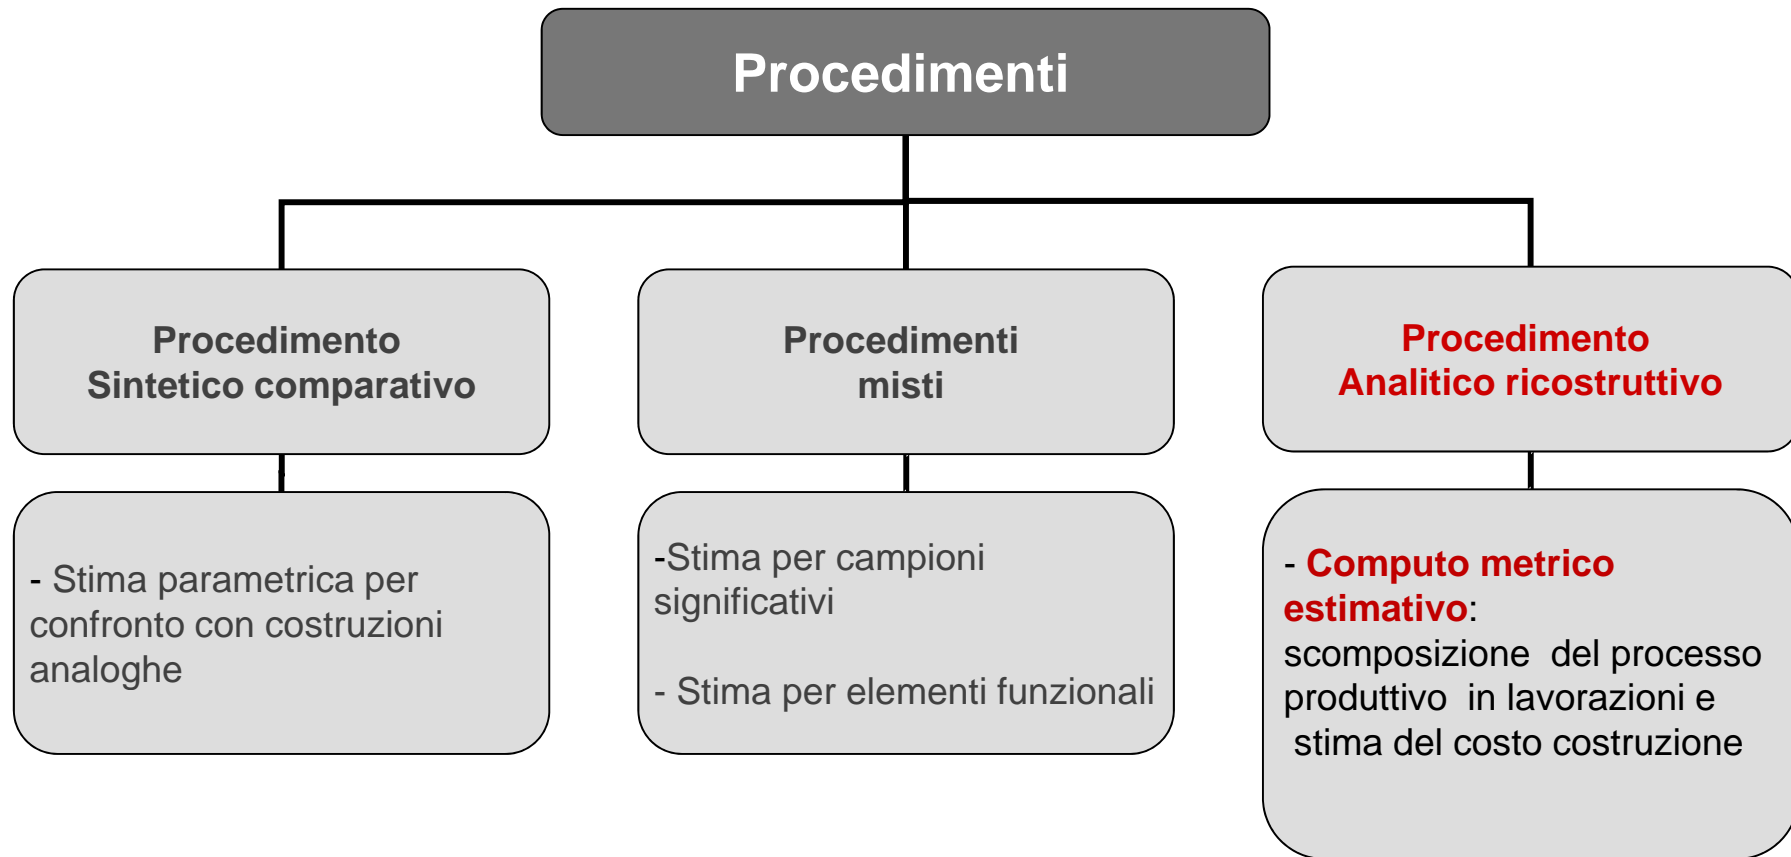 Procedimenti
Procedimento
Sintetico comparativo
Procedimenti
misti
Procedimento
Analitico ricostruttivo
- Stima parametrica per
confronto con costruzioni
analoghe
-Stima per campioni
significativi
- Stima per elementi funzionali
- Computo metrico
estimativo:
scomposizione del processo
produttivo in lavorazioni e
stima del costo costruzione